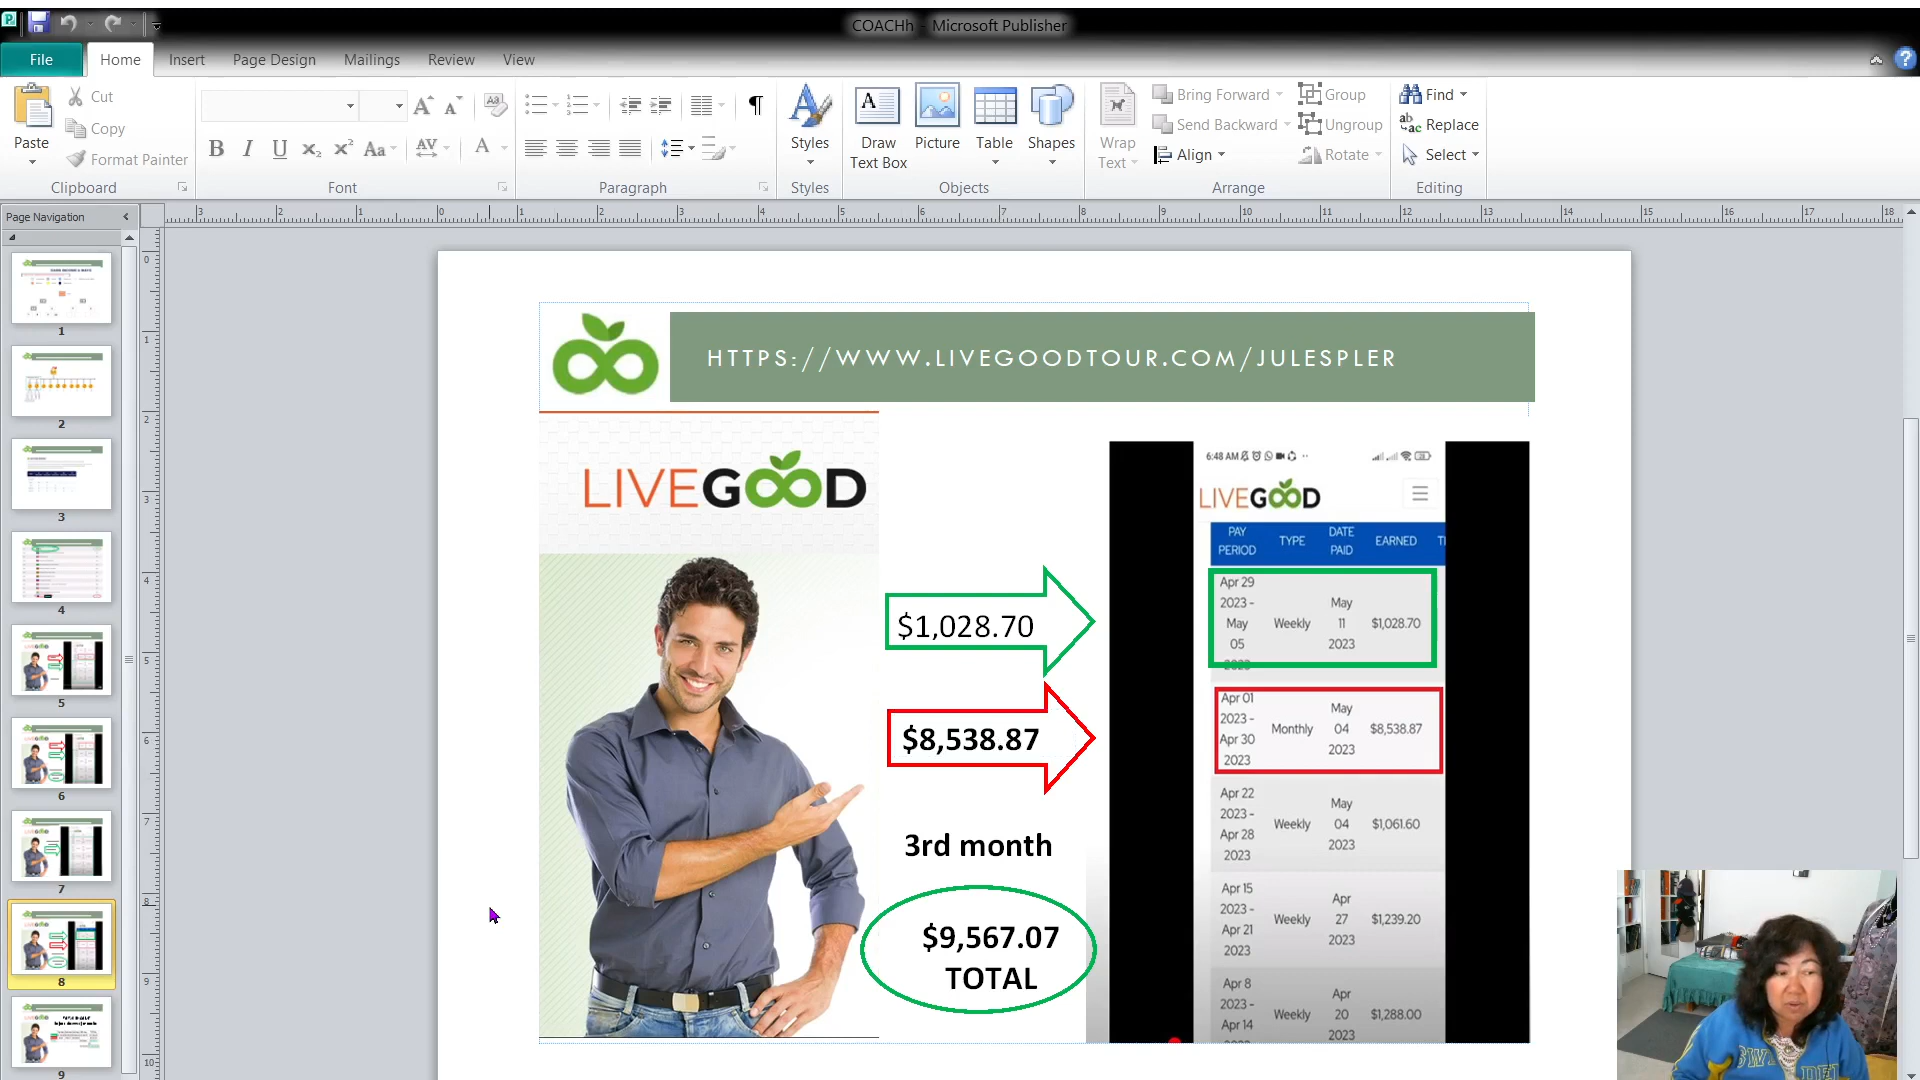 COACHh - Microsoft Publisher
File
Home
Insert
Page Design
Mailings
Review
View
Paste
Cut
Copy
Format Painter
Clipboard
Font
Paragraph
Styles
Styles
Draw
Text Box
Picture
Table
Shapes
Objects
Wrap
Text
Bring Forward
Send Backward
Align
Group
Ungroup
Rotate
Arrange
Find
Replace
Select
Editing
Page Navigation
1
2
3
4
5
6
7
8
9
HTTPS://WWW.LIVEGOODTOUR.COM/JULESPLER
LIVEGOOD
$1,028.70
$8,538.87
3rd month
$9,567.07
TOTAL
6:48 AM
LIVEGOOD
PAY PERIOD TYPE DATE PAID EARNED
Apr 29 2023 - May 05 2023 Weekly May 11 2023 $1,028.70
Apr 01 2023 - Apr 30 2023 Monthly May 04 2023 $8,538.87
Apr 22 2023 - Apr 28 2023 Weekly May 04 2023 $1,061.60
Apr 15 2023 - Apr 21 2023 Weekly Apr 27 2023 $1,239.20
Apr 8 2023 - Apr 14 Weekly Apr 20 2023 $1,288.00